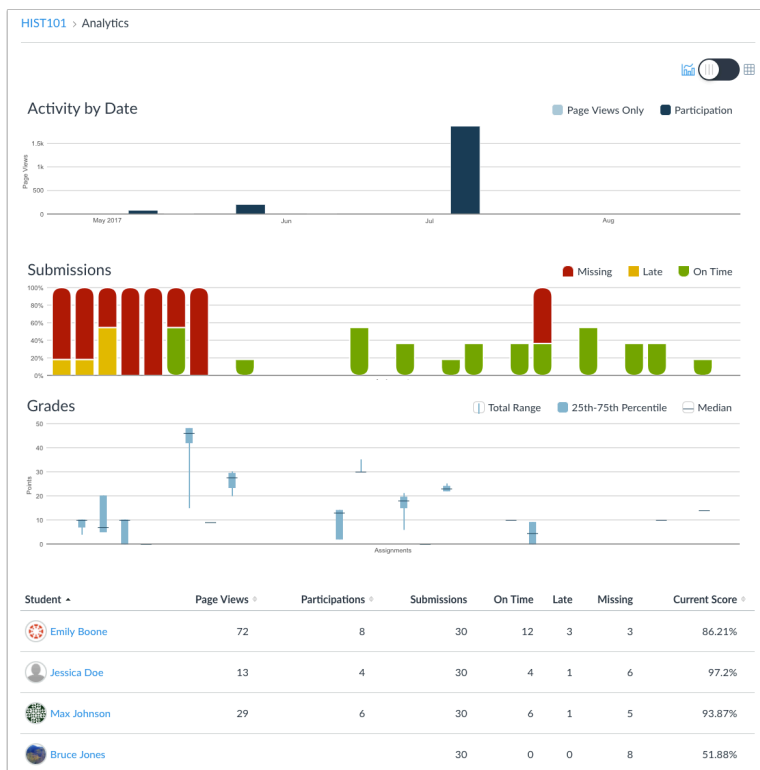 HIST101 > Analytics
Activity by Date
Page Views Only Participation
1.5k
1k
500
0
Page Views
May 2017 Jun Jul Aug
Submissions
Missing Late On Time
100%
80%
60%
40%
20%
0%
Grades
Total Range 25th-75th Percentile Median
50
40
30
20
10
0
Points
Assignments
Student Page Views Participations Submissions On Time Late Missing Current Score
Emily Boone 72 8 30 12 3 3 86.21%
Jessica Doe 13 4 30 4 1 6 97.2%
Max Johnson 29 6 30 6 1 5 93.87%
Bruce Jones 30 0 0 8 51.88%